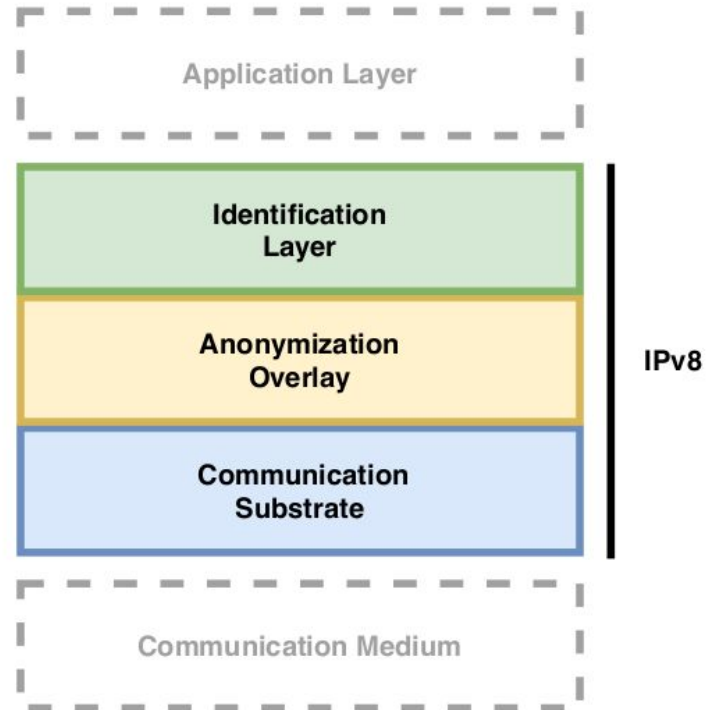 Application Layer
Identification
Layer
Anonymization
Overlay
IPv8
Communication
Substrate
Communication Medium